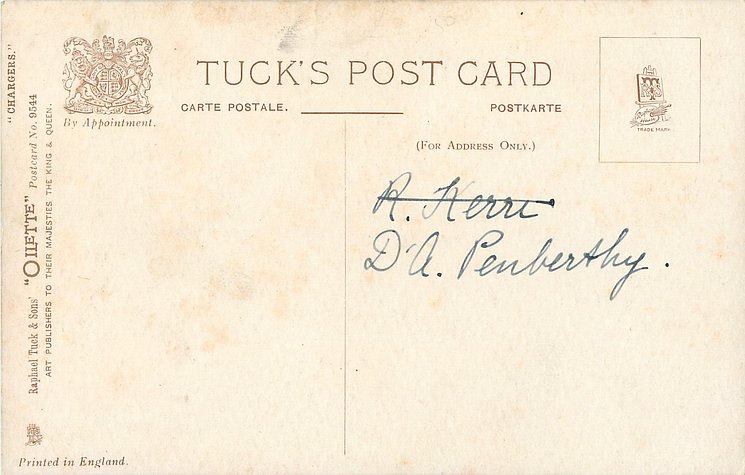 "CHARGERS."
Raphael Tuck & Sons' "OILETTE" Postcard No. 9544
ART PUBLISHERS TO THEIR MAJESTIES THE KING & QUEEN.
By Appointment.
TUCK'S POST CARD
CARTE POSTALE.
POSTKARTE
(FOR ADDRESS ONLY.)
TRADE MARK
R. Kerri
D'A. Penberthy.
Printed in England.